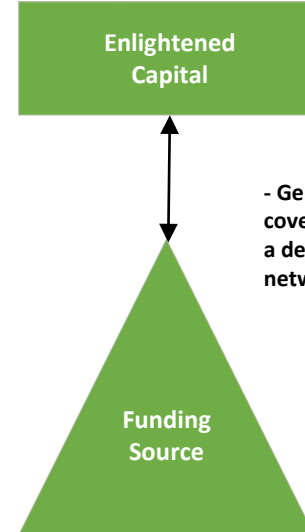 Enlightened
Capital
- Ge
cove
a de
netw
Funding
Source